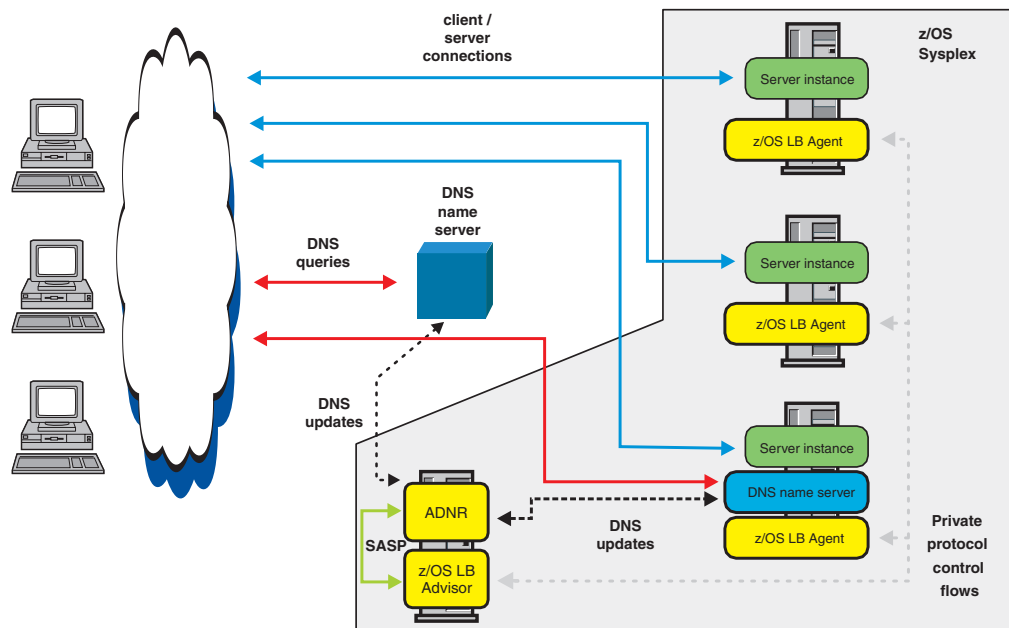 client /
server
connections
z/OS
Sysplex
Server instance
z/OS LB Agent
DNS
name
server
DNS
queries
Server instance
z/OS LB Agent
DNS
updates
Server instance
DNS name server
z/OS LB Agent
ADNR
SASP
z/OS LB
Advisor
DNS
updates
Private
protocol
control
flows